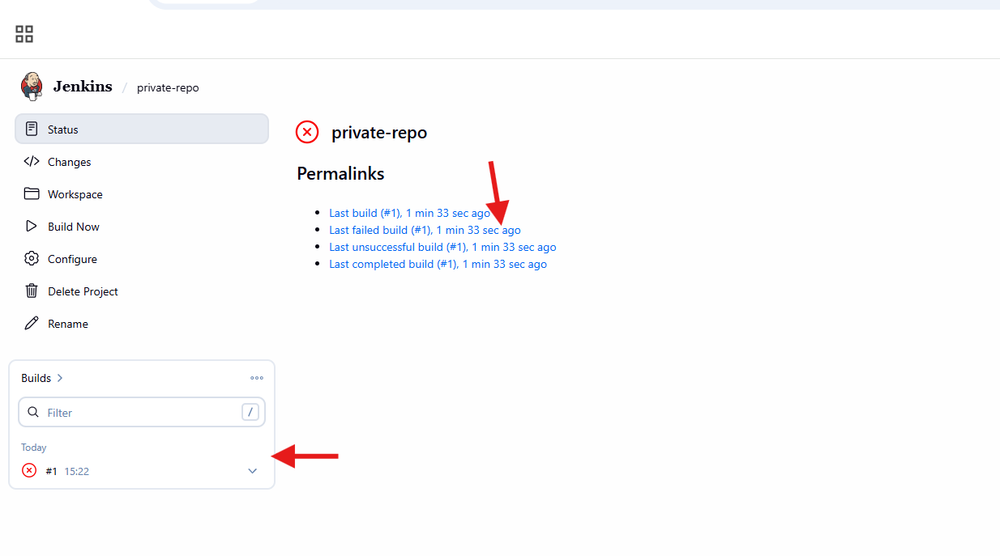 Jenkins / private-repo
Status
Changes
Workspace
Build Now
Configure
Delete Project
Rename
Builds
Filter /
Today
#1 15:22
private-repo
Permalinks
Last build (#1), 1 min 33 sec ago
Last failed build (#1), 1 min 33 sec ago
Last unsuccessful build (#1), 1 min 33 sec ago
Last completed build (#1), 1 min 33 sec ago